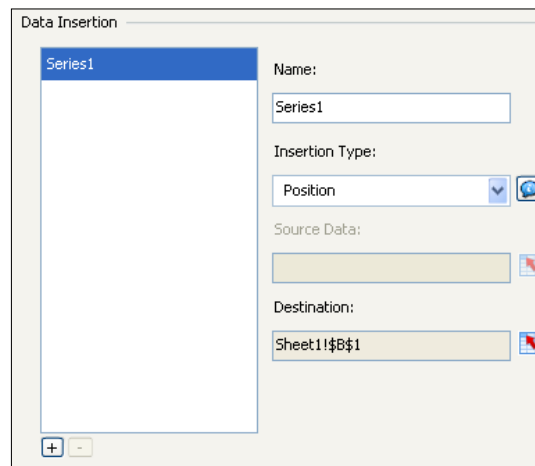 Data Insertion
Series1
Name:
Series1
Insertion Type:
Position
Source Data:
Destination:
Sheet1!$B$1
+ -